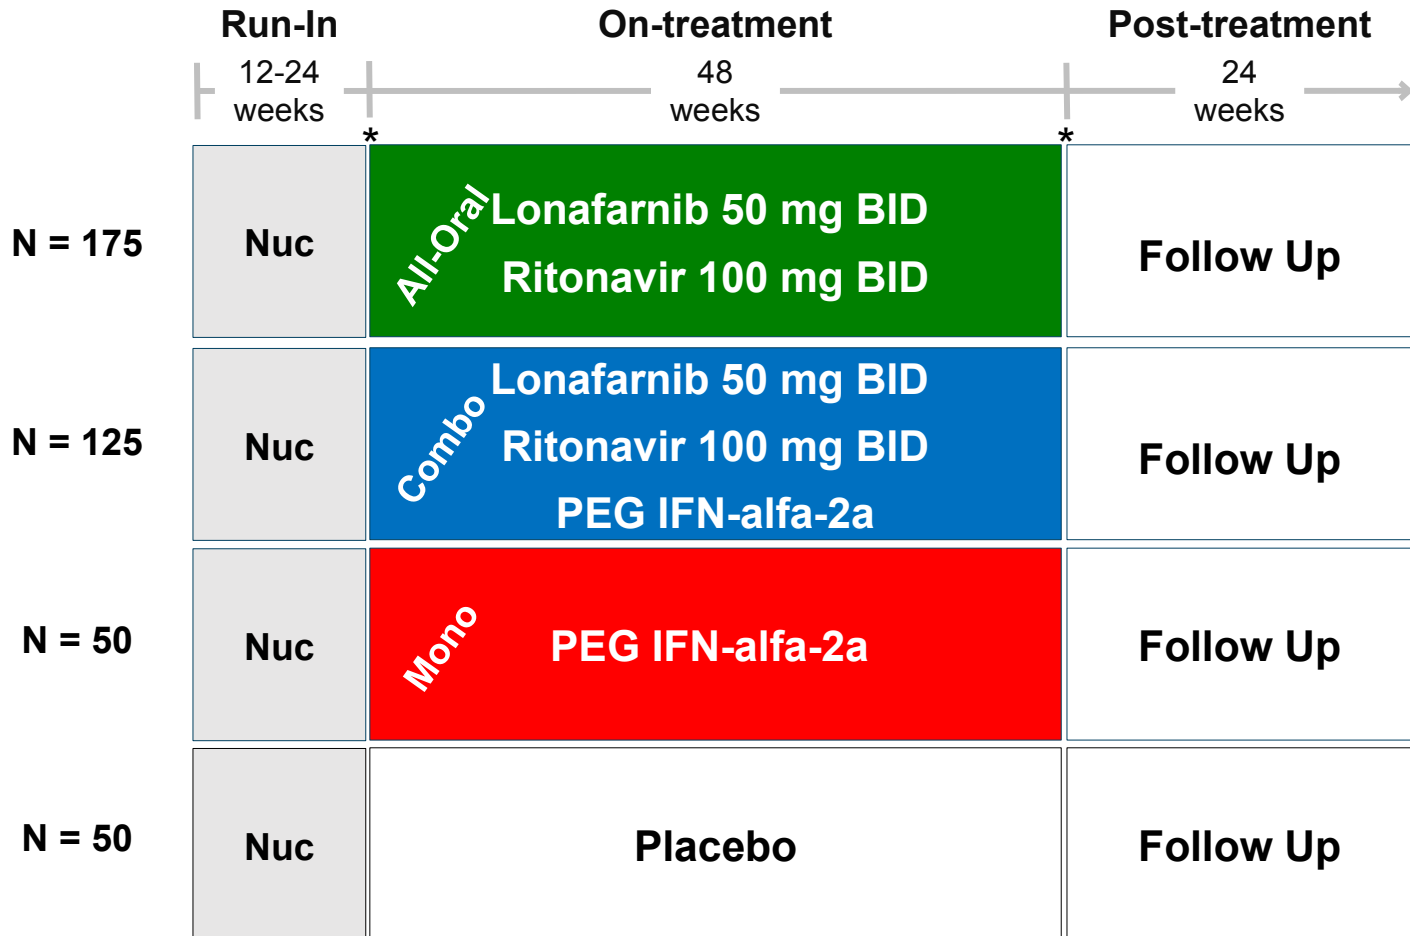 Run-In On-treatment Post-treatment
12-24 48 24
weeks weeks weeks
* *
N = 175 Nuc All-Oral Lonafarnib 50 mg BID
Ritonavir 100 mg BID
Follow Up
N = 125 Nuc Combo Lonafarnib 50 mg BID
Ritonavir 100 mg BID
PEG IFN-alfa-2a
Follow Up
N = 50 Nuc Mono PEG IFN-alfa-2a Follow Up
N = 50 Nuc Placebo Follow Up